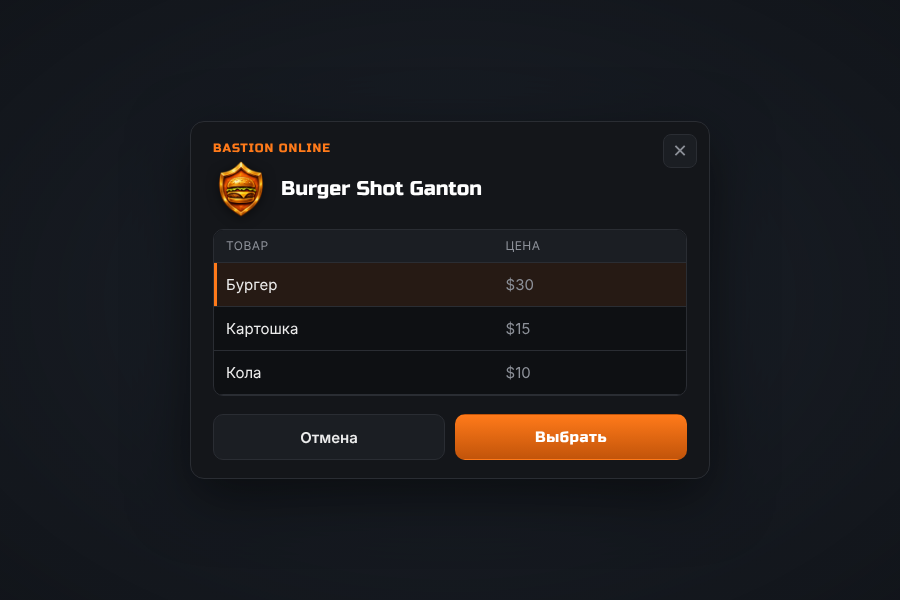 BASTION ONLINE
Burger Shot Ganton
ТОВАР ЦЕНА
Бургер $30
Картошка $15
Кола $10
Отмена Выбрать